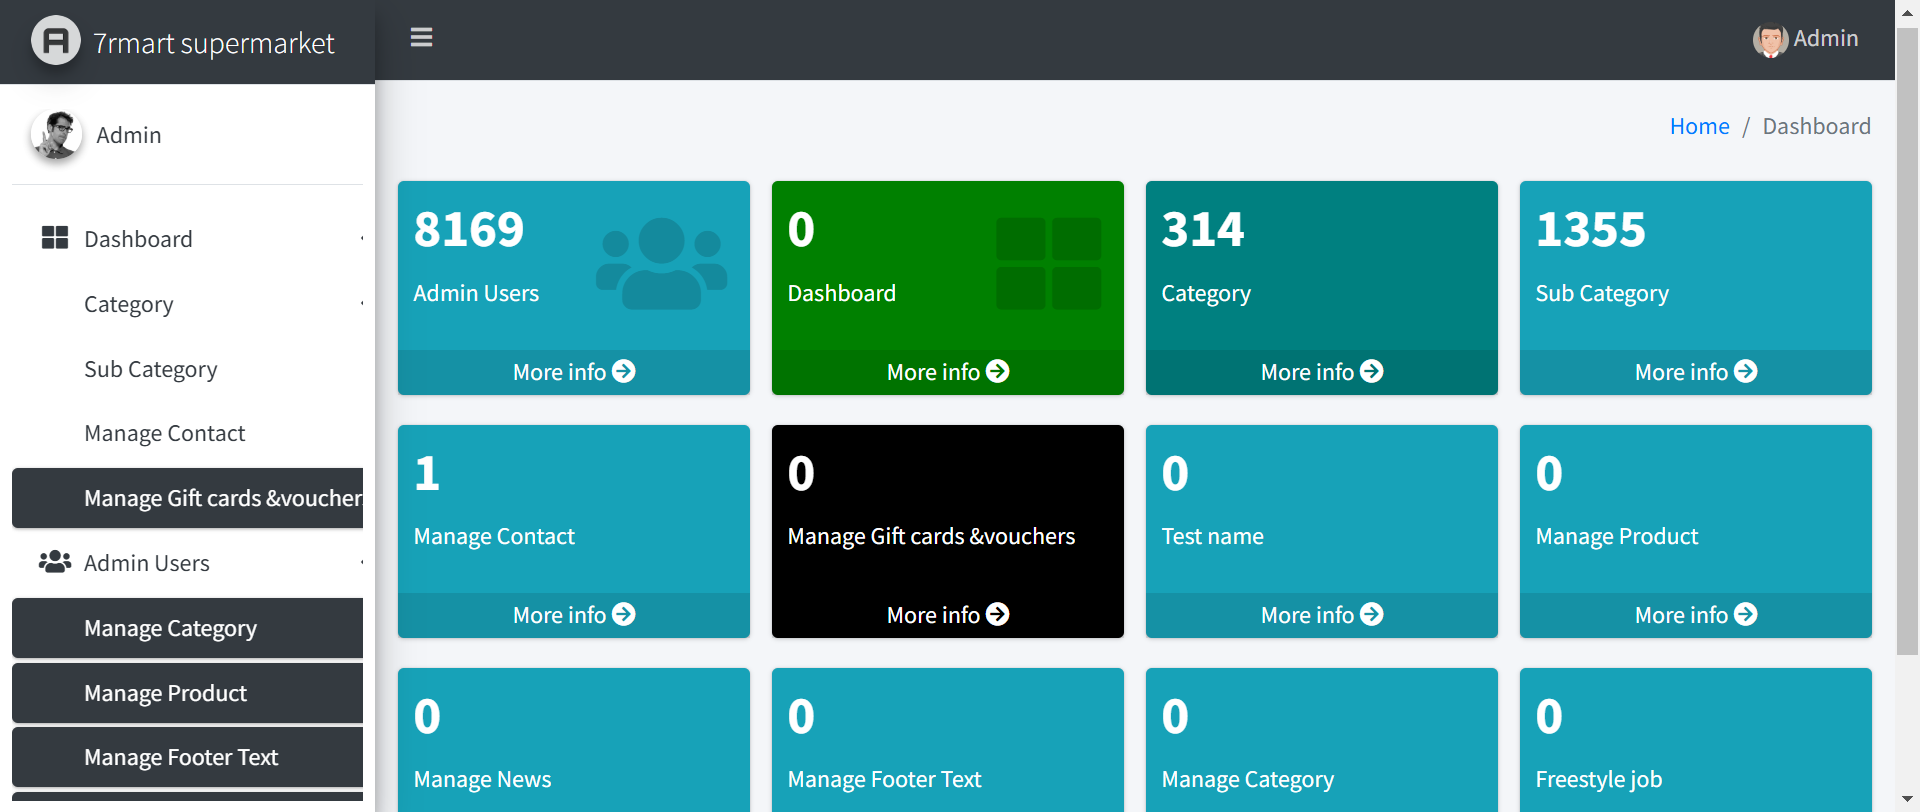 7rmart supermarket
Admin
Admin
Home / Dashboard
Dashboard
Category
Sub Category
Manage Contact
Manage Gift cards &voucher
Admin Users
Manage Category
Manage Product
Manage Footer Text
8169
Admin Users
More info
0
Dashboard
More info
314
Category
More info
1355
Sub Category
More info
1
Manage Contact
More info
0
Manage Gift cards &vouchers
More info
0
Test name
More info
0
Manage Product
More info
0
Manage News
0
Manage Footer Text
0
Manage Category
0
Freestyle job